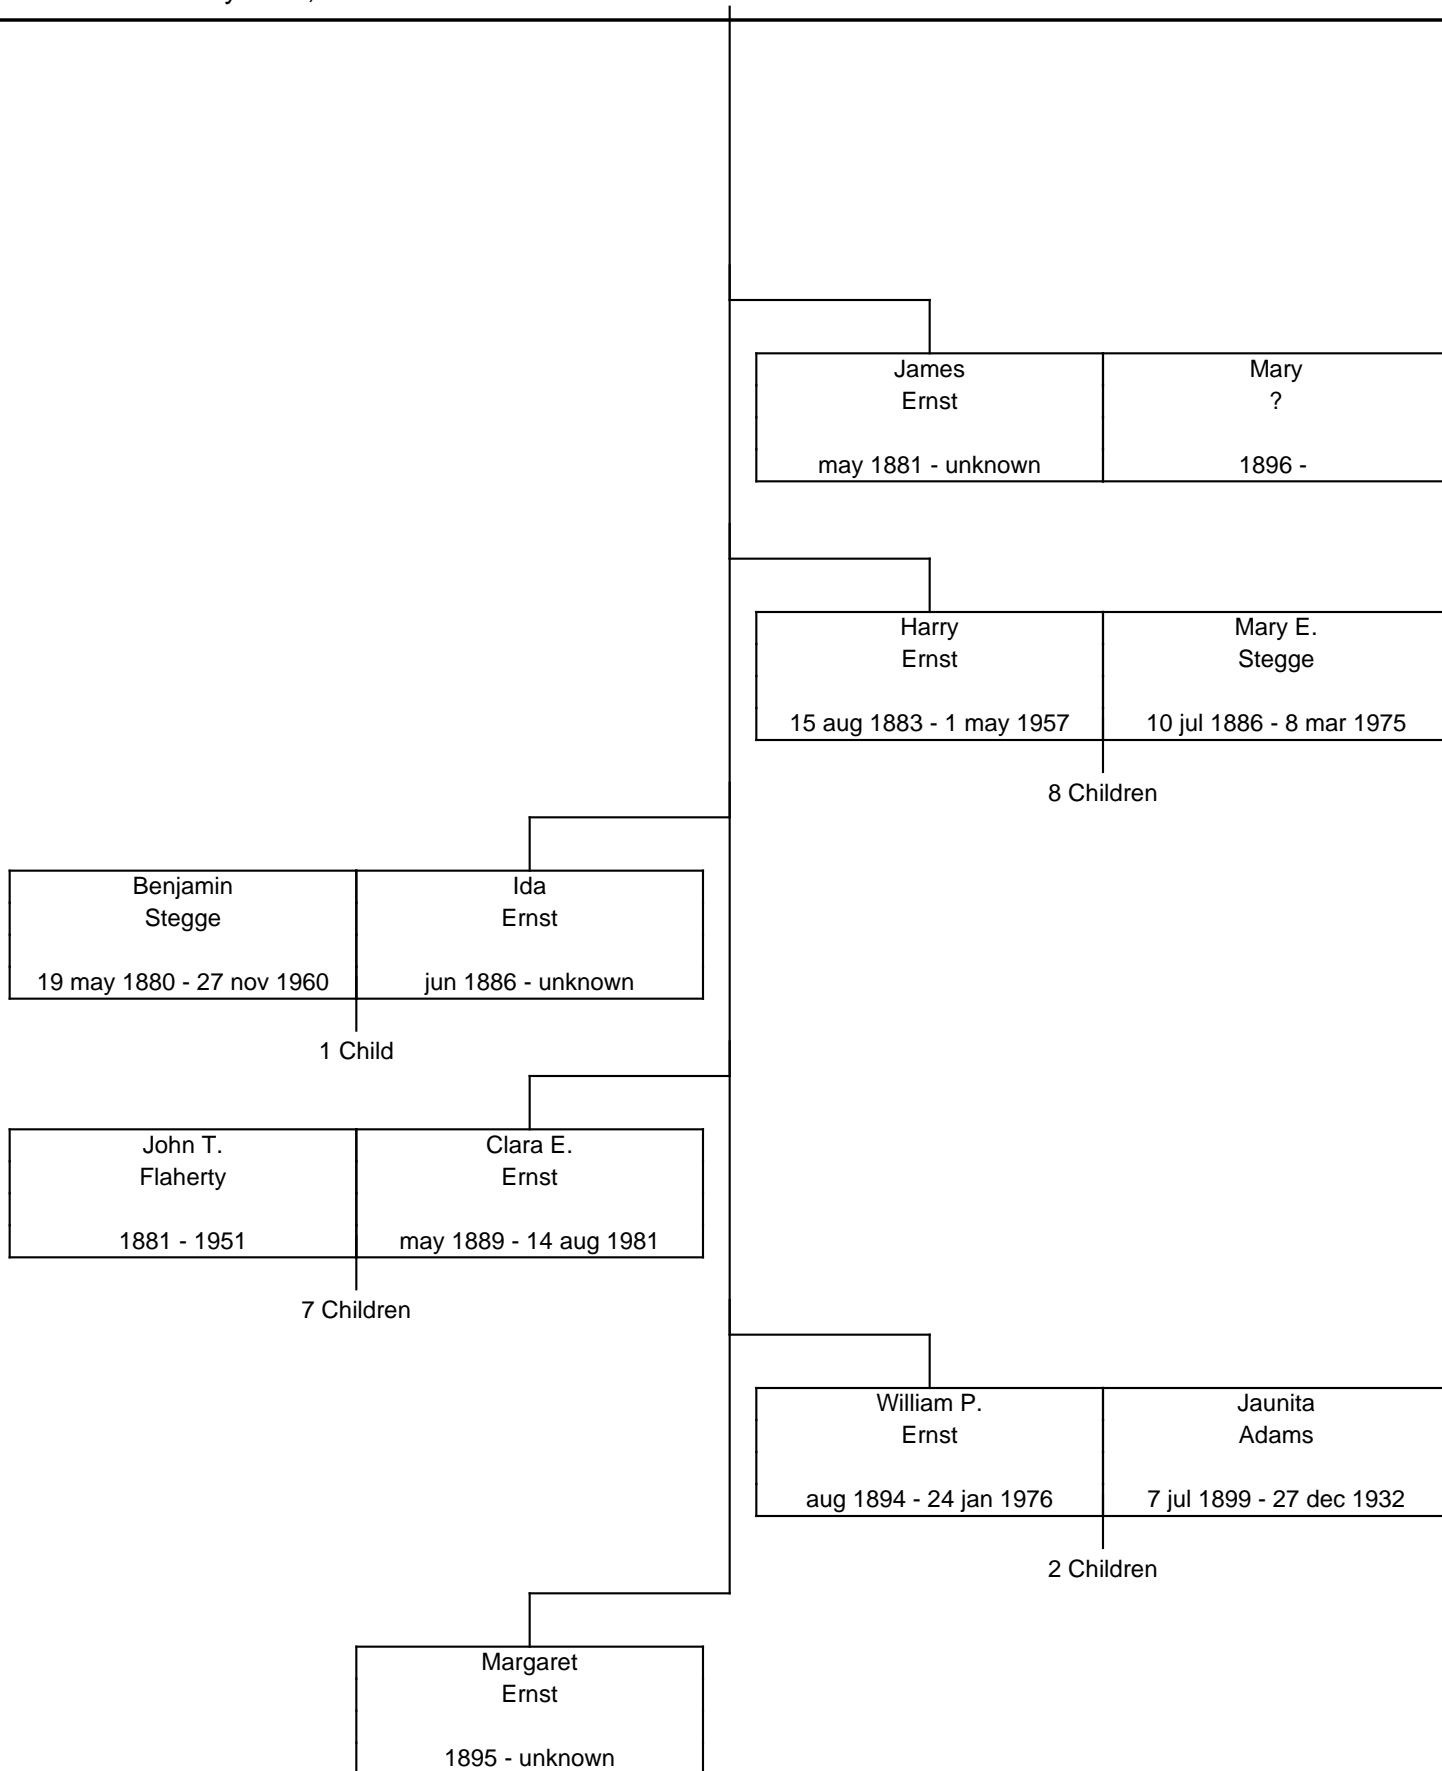 James
Ernst
may 1881 - unknown
Mary
?
1896 -
Harry
Ernst
15 aug 1883 - 1 may 1957
Mary E.
Stegge
10 jul 1886 - 8 mar 1975
8 Children
Benjamin
Stegge
19 may 1880 - 27 nov 1960
Ida
Ernst
jun 1886 - unknown
1 Child
John T.
Flaherty
1881 - 1951
Clara E.
Ernst
may 1889 - 14 aug 1981
7 Children
William P.
Ernst
aug 1894 - 24 jan 1976
Jaunita
Adams
7 jul 1899 - 27 dec 1932
2 Children
Margaret
Ernst
1895 - unknown